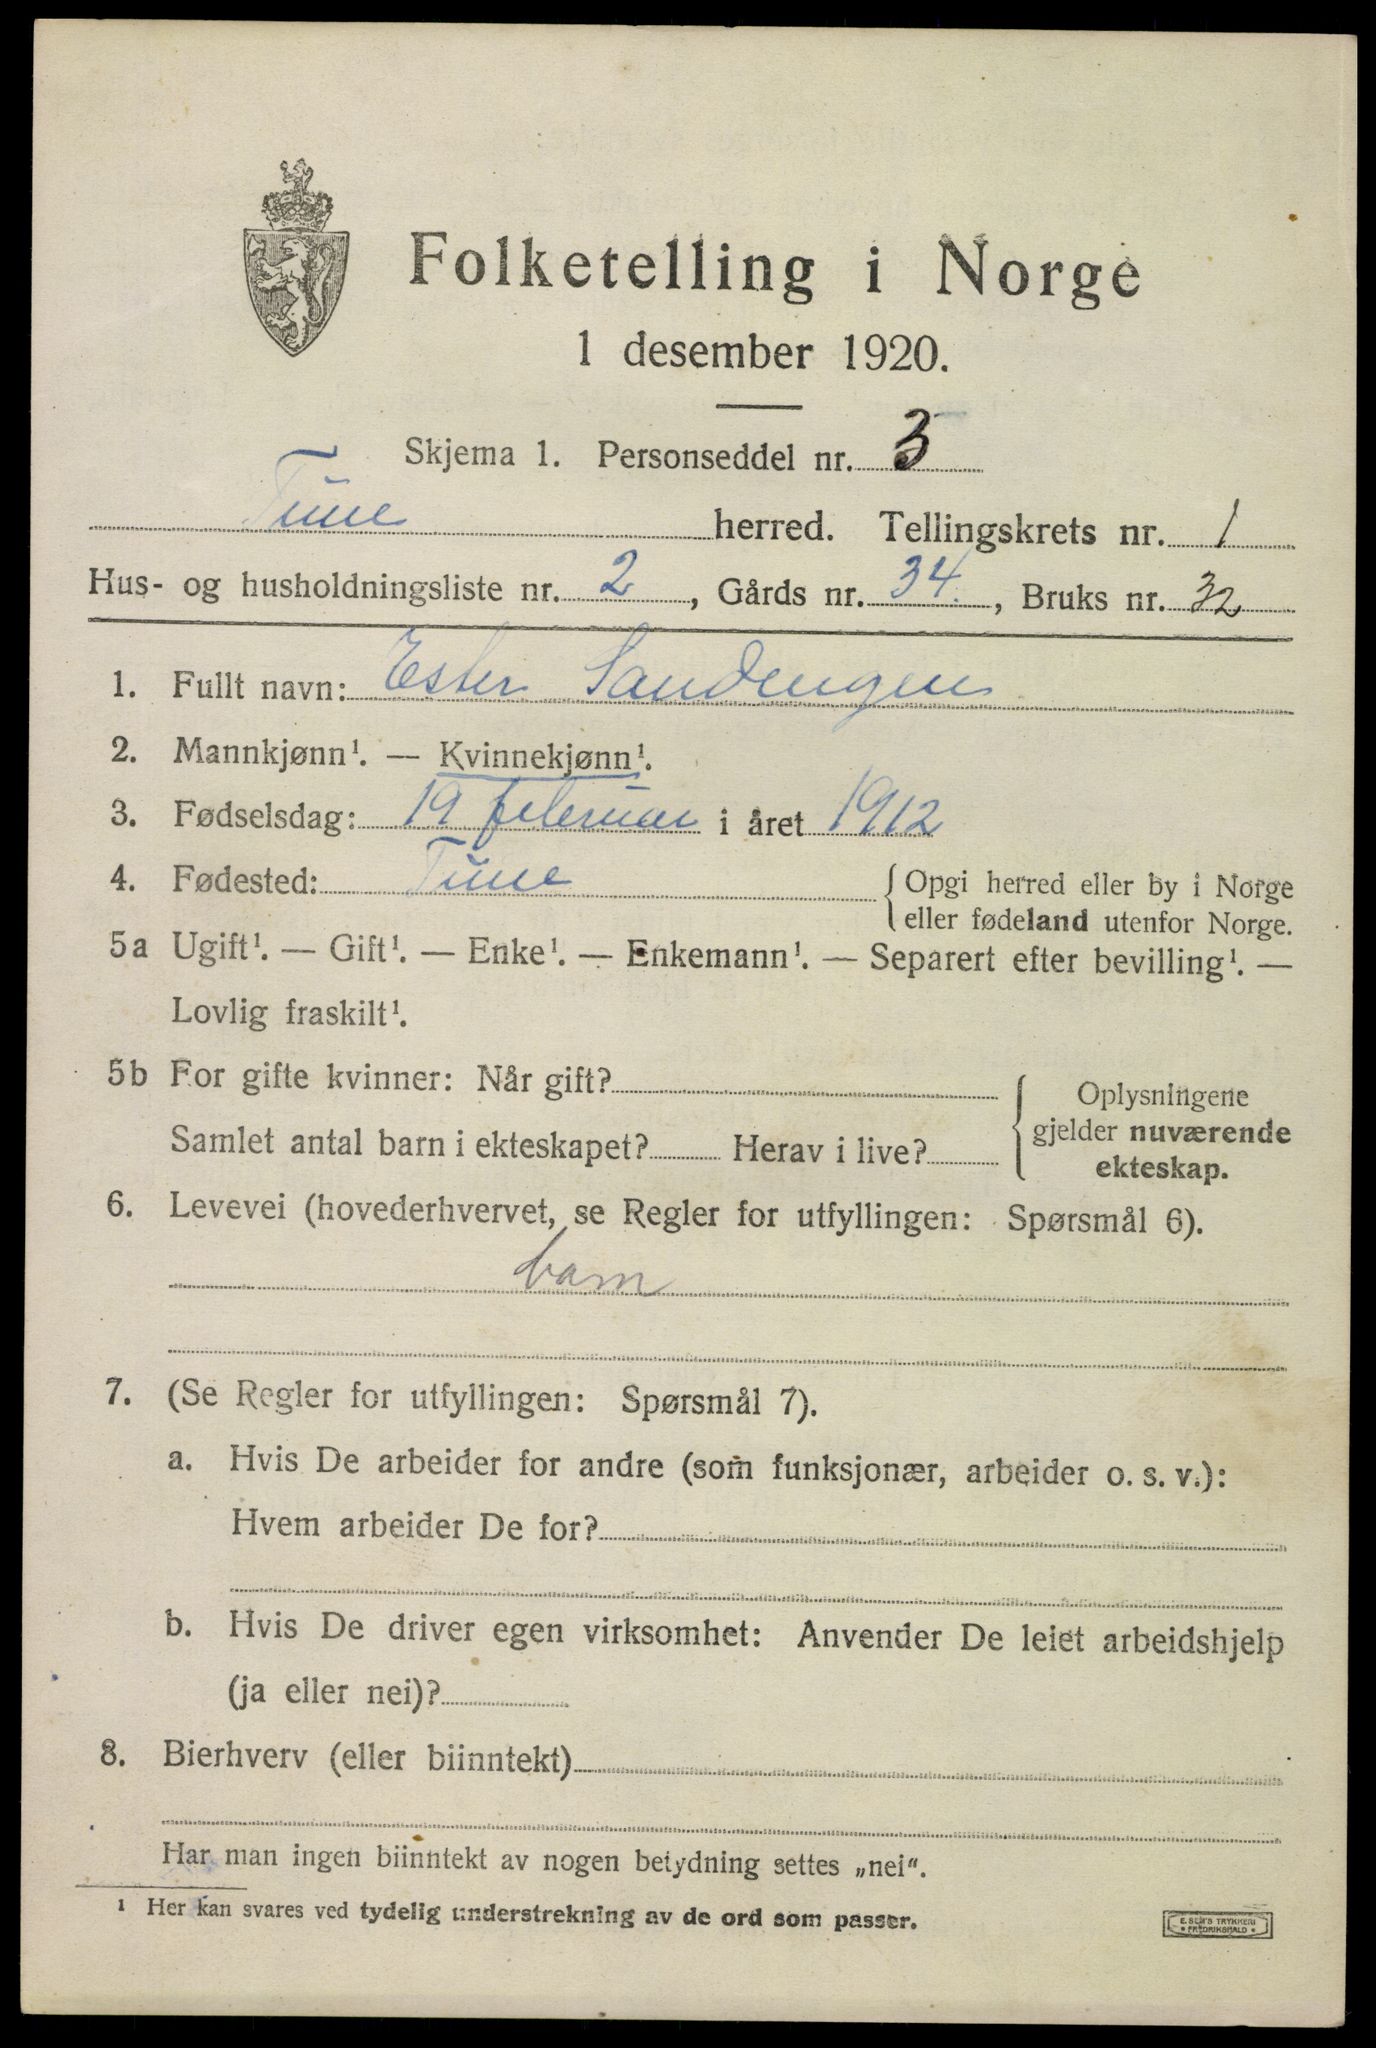 Folketelling i Norge
1 desember 1920.
Skjema 1. Personseddel nr. 3
Tune herred. Tellingskrets nr. 1
Hus- og husholdningsliste nr. 2, Gårds nr. 34., Bruks nr. 32
1. Fullt navn: Ester Sandengen
2. Mannkjønn¹. — Kvinnekjønn¹.
3. Fødselsdag: 19 februar i året 1912
4. Fødested: Tune { Opgi herred eller by i Norge
eller fødeland utenfor Norge.
5a Ugift¹. — Gift¹. — Enke¹. — Enkemann¹. — Separert efter bevilling¹. —
Lovlig fraskilt¹.
5b For gifte kvinner: Når gift? { Oplysningene
Samlet antal barn i ekteskapet? Herav i live? gjelder nuværende
ekteskap.
6. Levevei (hovederhvervet, se Regler for utfyllingen: Spørsmål 6).
barn
7. (Se Regler for utfyllingen: Spørsmål 7).
a. Hvis De arbeider for andre (som funksjonær, arbeider o. s. v.):
Hvem arbeider De for?
b. Hvis De driver egen virksomhet: Anvender De leiet arbeidshjelp
(ja eller nei)?
8. Bierhverv (eller biinntekt)
Har man ingen biinntekt av nogen betydning settes „nei“.
¹ Her kan svares ved tydelig understrekning av de ord som passer.
E. SEM'S TRYKKERI
• FREDRIKSHALD •